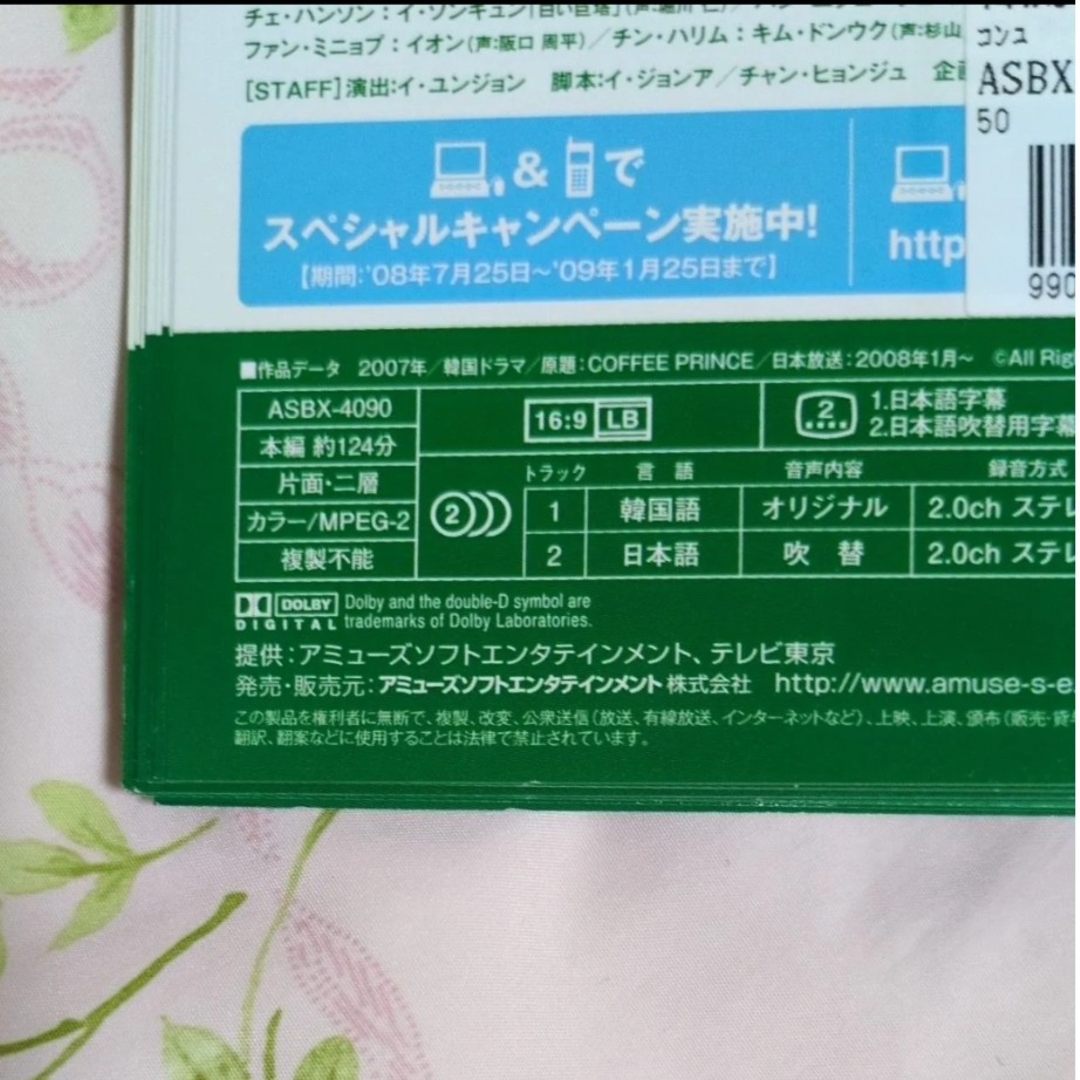 チェ・ハンソン：イ・ソンギュン「白い巨塔」
ファン・ミニョプ：イオン(声:阪口 周平)／チン・ハリム：キム・ドンウク(声:杉山
[STAFF]演出:イ・ユンジョン 脚本:イ・ジョンア／チャン・ヒョンジュ 企画
コンユ
ASBX
50
990
&で
スペシャルキャンペーン実施中!
【期間:'08年7月25日〜'09年1月25日まで】
http
■作品データ 2007年／韓国ドラマ／原題：COFFEE PRINCE／日本放送：2008年1月〜 ©All Rig
ASBX-4090
本編 約124分
片面・二層
カラー/MPEG-2
複製不能
16:9 LB
2
1.日本語字幕
2.日本語吹替用字幕
2
トラック 言語 音声内容 録音方式
1 韓国語 オリジナル 2.0ch ステレ
2 日本語 吹替 2.0ch ステレ
DOLBY DIGITAL
Dolby and the double-D symbol are
trademarks of Dolby Laboratories.
提供：アミューズソフトエンタテインメント、テレビ東京
発売・販売元：アミューズソフトエンタテインメント株式会社 http://www.amuse-s-e.
この製品を権利者に無断で、複製、改変、公衆送信（放送、有線放送、インターネットなど）、上映、上演、頒布（販売・貸与
翻訳、翻案などに使用することは法律で禁止されています。